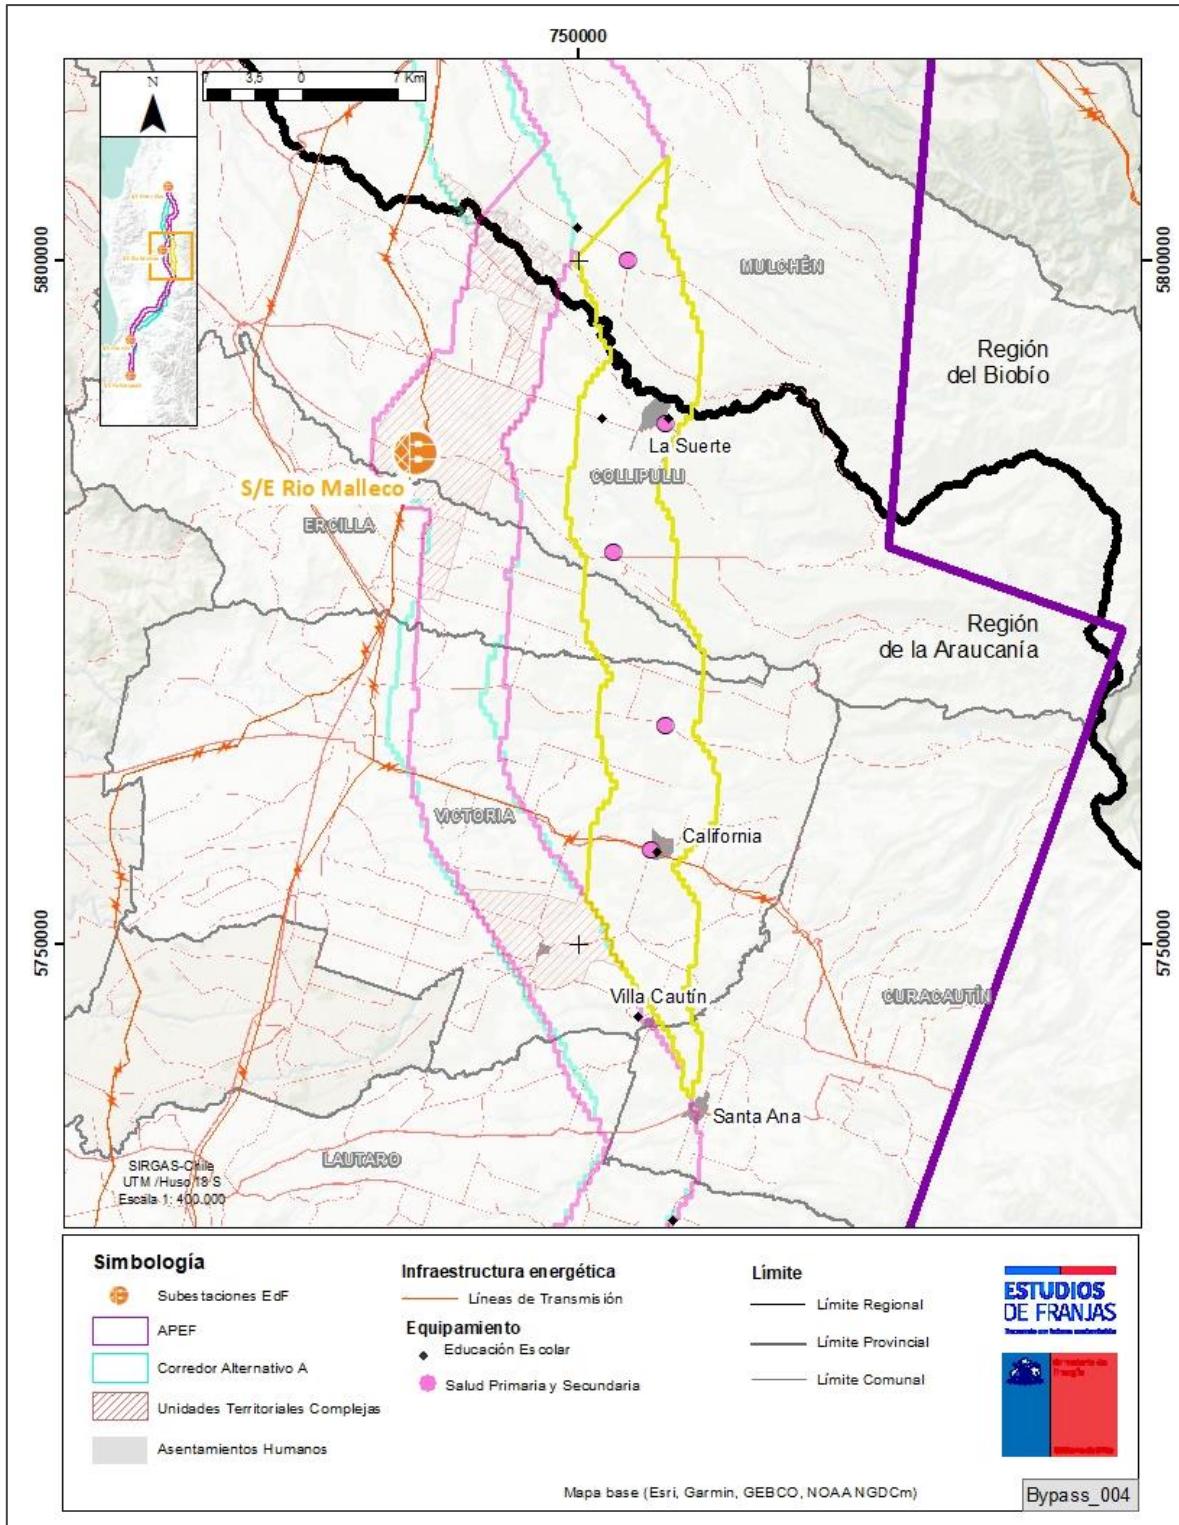 750000
N
7 3,5 0 7 Km
5800000
5800000
MULCHÉN
Región
del Biobío
La Suerte
COLLIPULLI
S/E Rio Malleco
ERCILLA
Región
de la Araucanía
VICTORIA
California
5750000
5750000
Villa Cautín
CURACAUTÍN
Santa Ana
LAUTARO
SIRGAS-Chile
UTM /Huso 18 S
Escala 1: 400.000
Simbología
Subestaciones EdF
APEF
Corredor Alternativo A
Unidades Territoriales Complejas
Asentamientos Humanos
Infraestructura energética
Líneas de Transmisión
Equipamiento
Educación Escolar
Salud Primaria y Secundaria
Límite
Límite Regional
Límite Provincial
Límite Comunal
ESTUDIOS
DE FRANJAS
Mapa base (Esri, Garmin, GEBCO, NOAA NGDCm)
Bypass_004